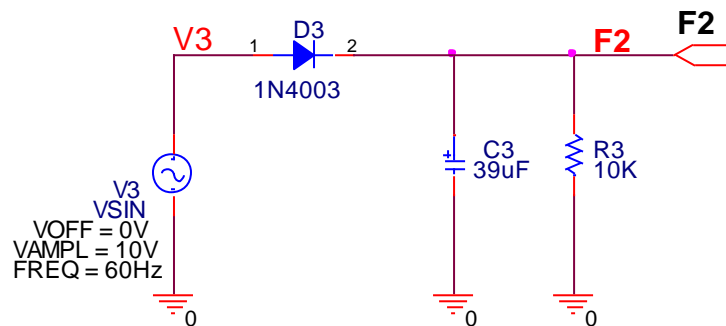 F2
V3
D3
F2
1
2
1N4003
C3
39uF
R3
10K
V3
VSIN
VOFF = 0V
VAMPL = 10V
FREQ = 60Hz
0
0
0